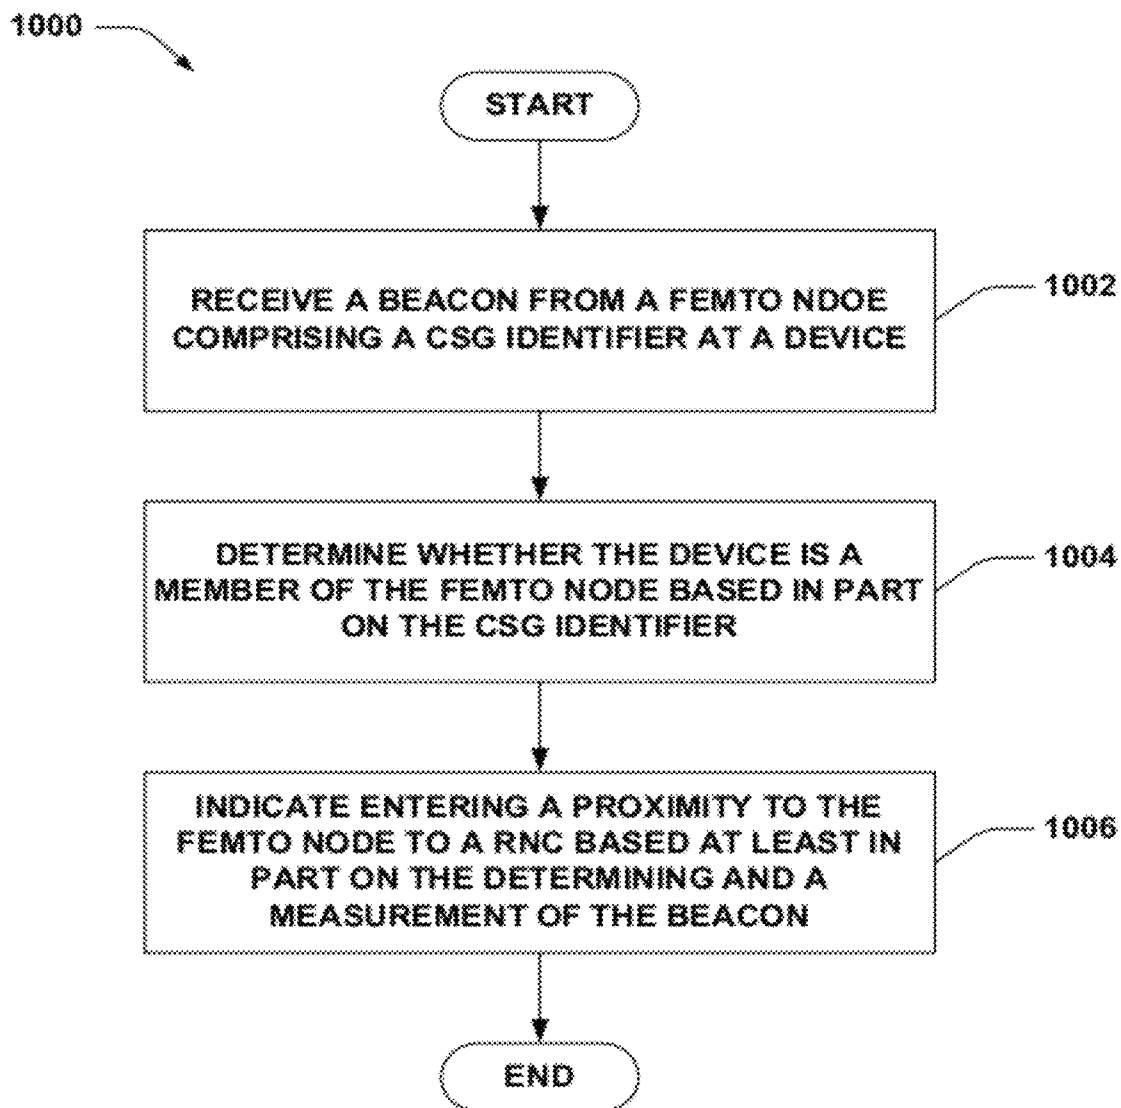 1000
START
RECEIVE A BEACON FROM A FEMTO NDOE
COMPRISING A CSG IDENTIFIER AT A DEVICE
1002
DETERMINE WHETHER THE DEVICE IS A
MEMBER OF THE FEMTO NODE BASED IN PART
ON THE CSG IDENTIFIER
1004
INDICATE ENTERING A PROXIMITY TO THE
FEMTO NODE TO A RNC BASED AT LEAST IN
PART ON THE DETERMINING AND A
MEASUREMENT OF THE BEACON
1006
END